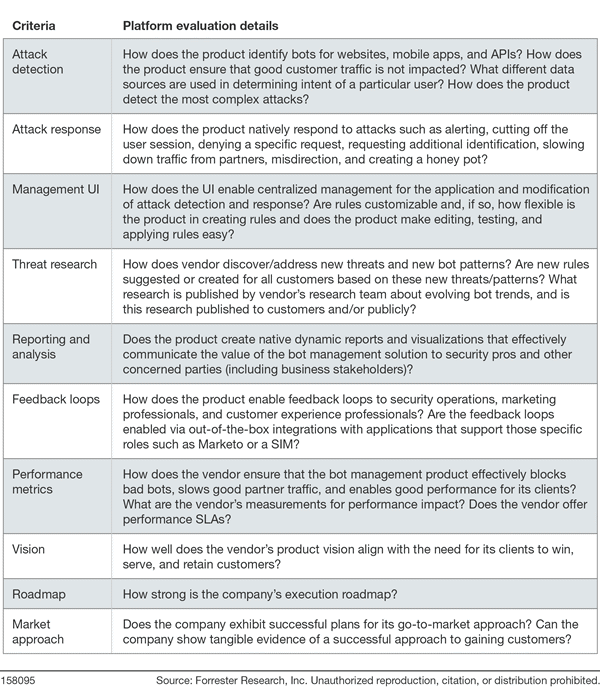 Criteria Platform evaluation details
Attack How does the product identify bots for websites, mobile apps, and APIs? How does
detection the product ensure that good customer traffic is not impacted? What different data
sources are used in determining intent of a particular user? How does the product
detect the most complex attacks?
Attack response How does the product natively respond to attacks such as alerting, cutting off the
user session, denying a specific request, requesting additional identification, slowing
down traffic from partners, misdirection, and creating a honey pot?
Management UI How does the UI enable centralized management for the application and modification
of attack detection and response? Are rules customizable and, if so, how flexible is
the product in creating rules and does the product make editing, testing, and
applying rules easy?
Threat research How does vendor discover/address new threats and new bot patterns? Are new rules
suggested or created for all customers based on these new threats/patterns? What
research is published by vendor's research team about evolving bot trends, and is
this research published to customers and/or publicly?
Reporting and Does the product create native dynamic reports and visualizations that effectively
analysis communicate the value of the bot management solution to security pros and other
concerned parties (including business stakeholders)?
Feedback loops How does the product enable feedback loops to security operations, marketing
professionals, and customer experience professionals? Are the feedback loops
enabled via out-of-the-box integrations with applications that support those specific
roles such as Marketo or a SIM?
Performance How does the vendor ensure that the bot management product effectively blocks
metrics bad bots, slows good partner traffic, and enables good performance for its clients?
What are the vendor's measurements for performance impact? Does the vendor offer
performance SLAs?
Vision How well does the vendor's product vision align with the need for its clients to win,
serve, and retain customers?
Roadmap How strong is the company's execution roadmap?
Market Does the company exhibit successful plans for its go-to-market approach? Can the
approach company show tangible evidence of a successful approach to gaining customers?
158095 Source: Forrester Research, Inc. Unauthorized reproduction, citation, or distribution prohibited.